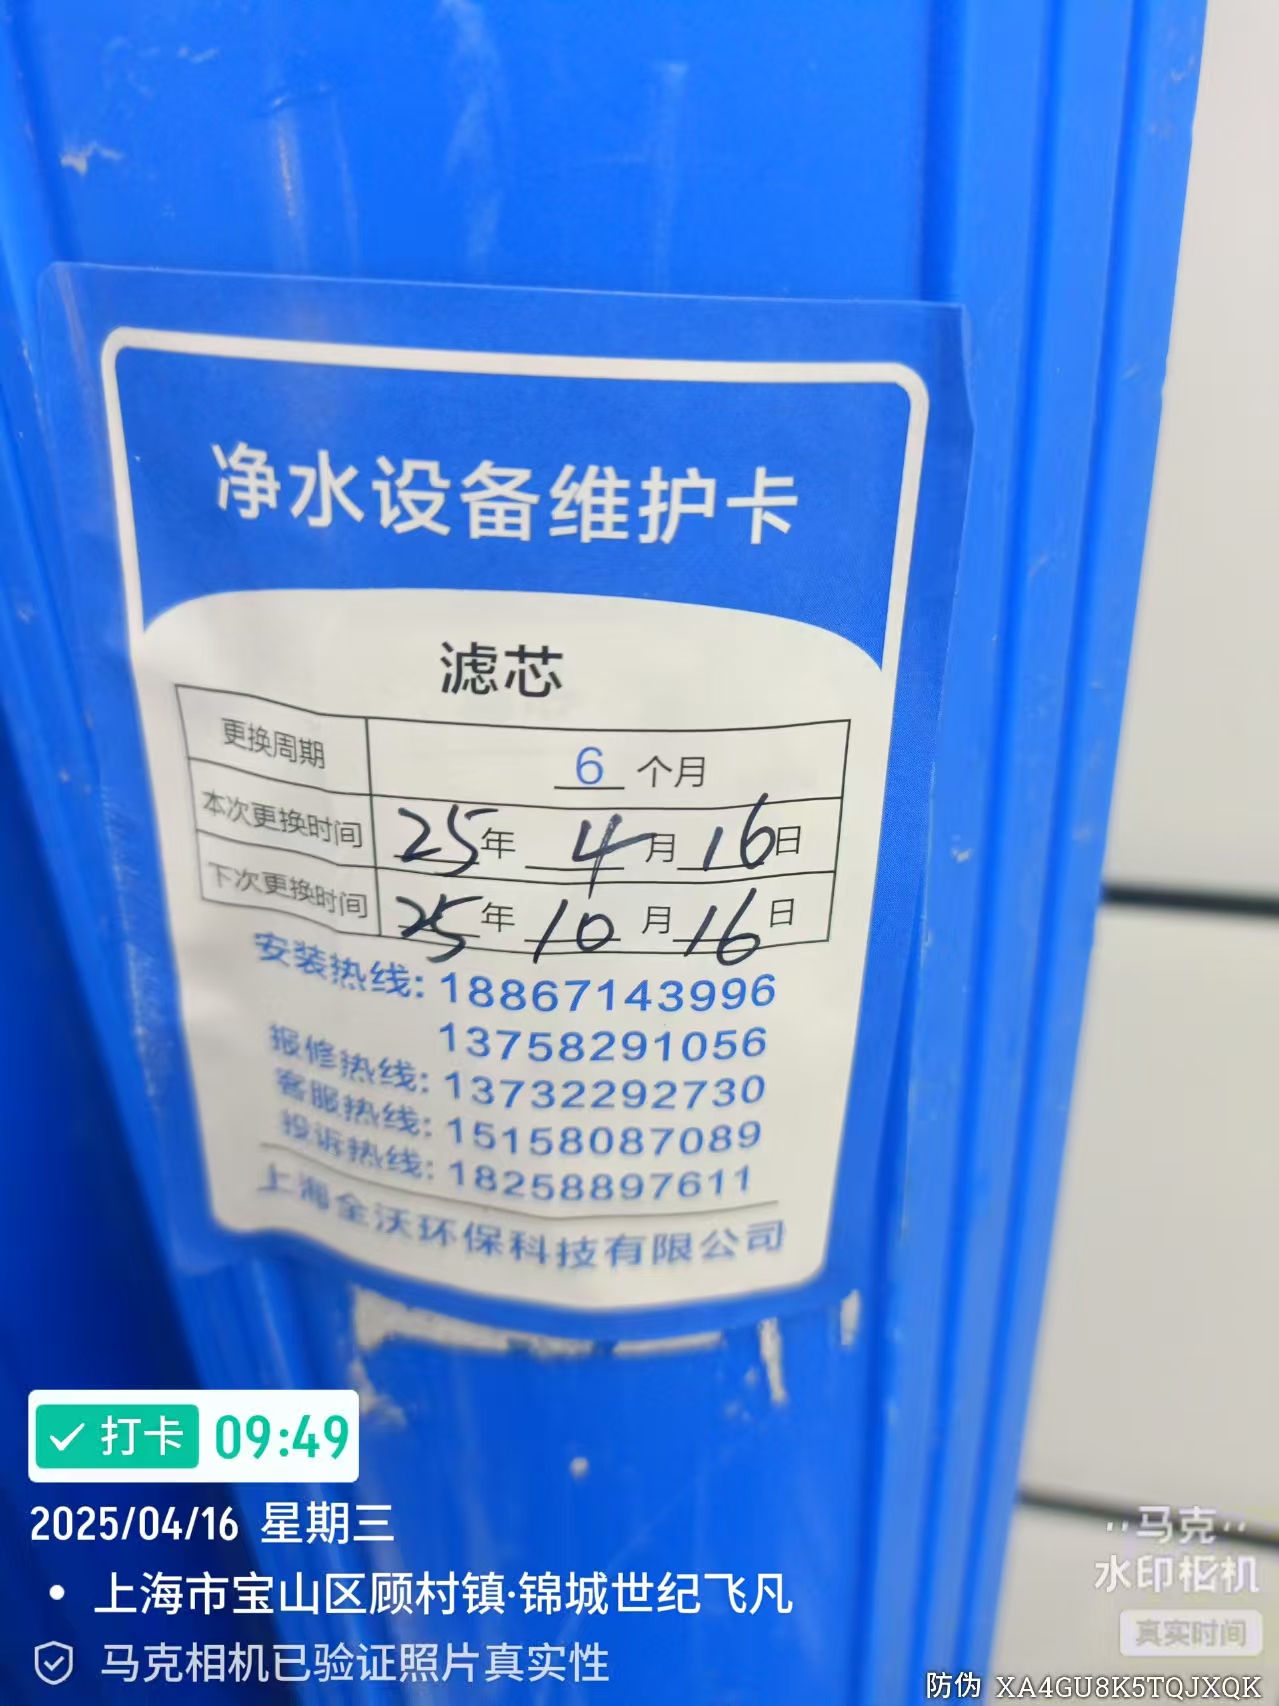 净水设备维护卡
滤芯
更换周期 6 个月
本次更换时间 25年 4月 16日
下次更换时间 25年 10月 16日
安装热线: 18867143996
13758291056
报修热线: 13732292730
客服热线: 15158087089
投诉热线: 18258897611
上海全沃环保科技有限公司
打卡 09:49
2025/04/16 星期三
上海市宝山区顾村镇·锦城世纪飞凡
马克相机已验证照片真实性
马克
水印相机
真实时间
防伪 XA4GU8K5TQJXQK